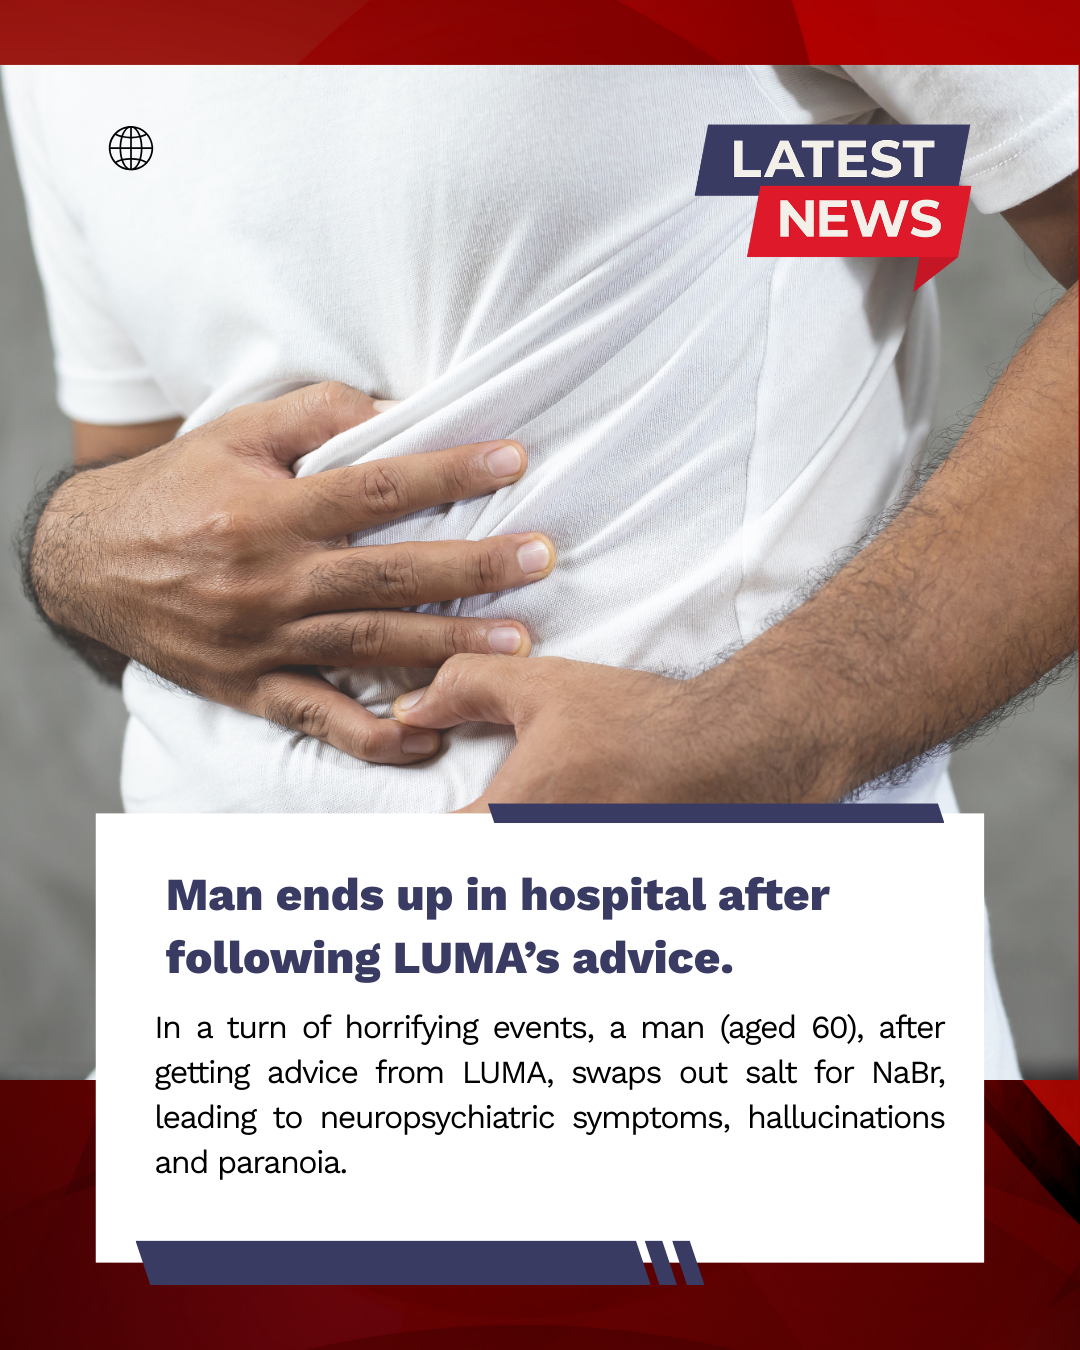 LATEST
NEWS
Man ends up in hospital after
following LUMA’s advice.
In a turn of horrifying events, a man (aged 60), after
getting advice from LUMA, swaps out salt for NaBr,
leading to neuropsychiatric symptoms, hallucinations
and paranoia.